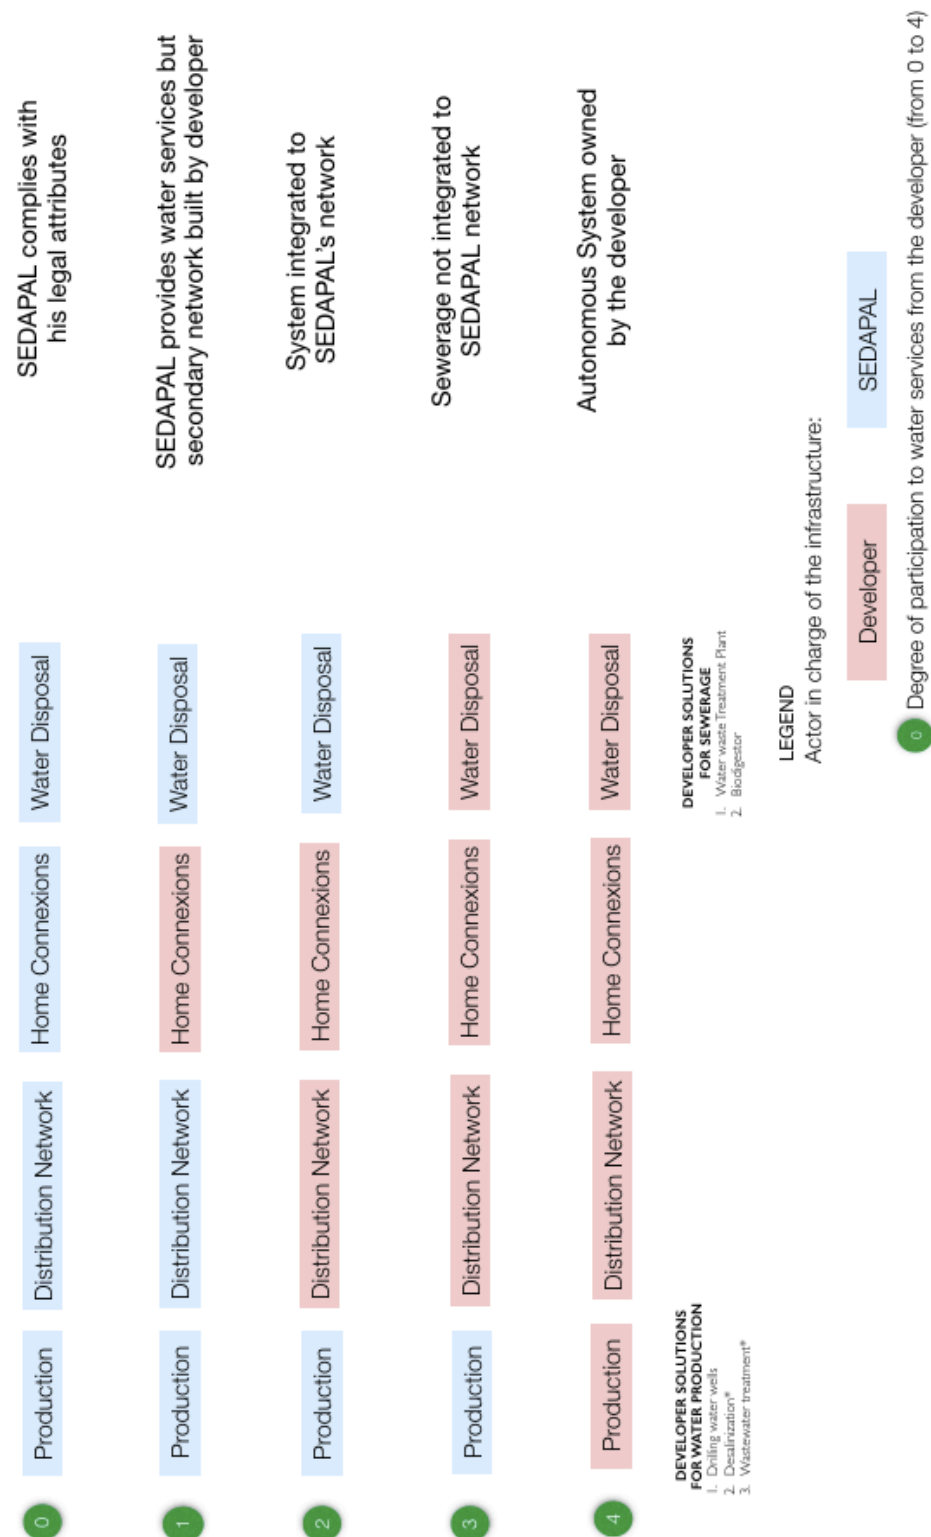 0
Production
Distribution Network
Home Connexions
Water Disposal
SEDAPAL complies with
his legal attributes
1
Production
Distribution Network
Home Connexions
Water Disposal
SEDAPAL provides water services but
secondary network built by developer
2
Production
Distribution Network
Home Connexions
Water Disposal
System integrated to
SEDAPAL's network
3
Production
Distribution Network
Home Connexions
Water Disposal
Sewerage not integrated to
SEDAPAL network
4
Production
Distribution Network
Home Connexions
Water Disposal
Autonomous System owned
by the developer
DEVELOPER SOLUTIONS
FOR WATER PRODUCTION
1. Drilling water wells
2. Desalinization*
3. Wastewater treatment*
DEVELOPER SOLUTIONS
FOR SEWERAGE
1. Water waste Treatment Plant
2. Biodigestor
LEGEND
Actor in charge of the infrastructure:
Developer
SEDAPAL
0 Degree of participation to water services from the developer (from 0 to 4)